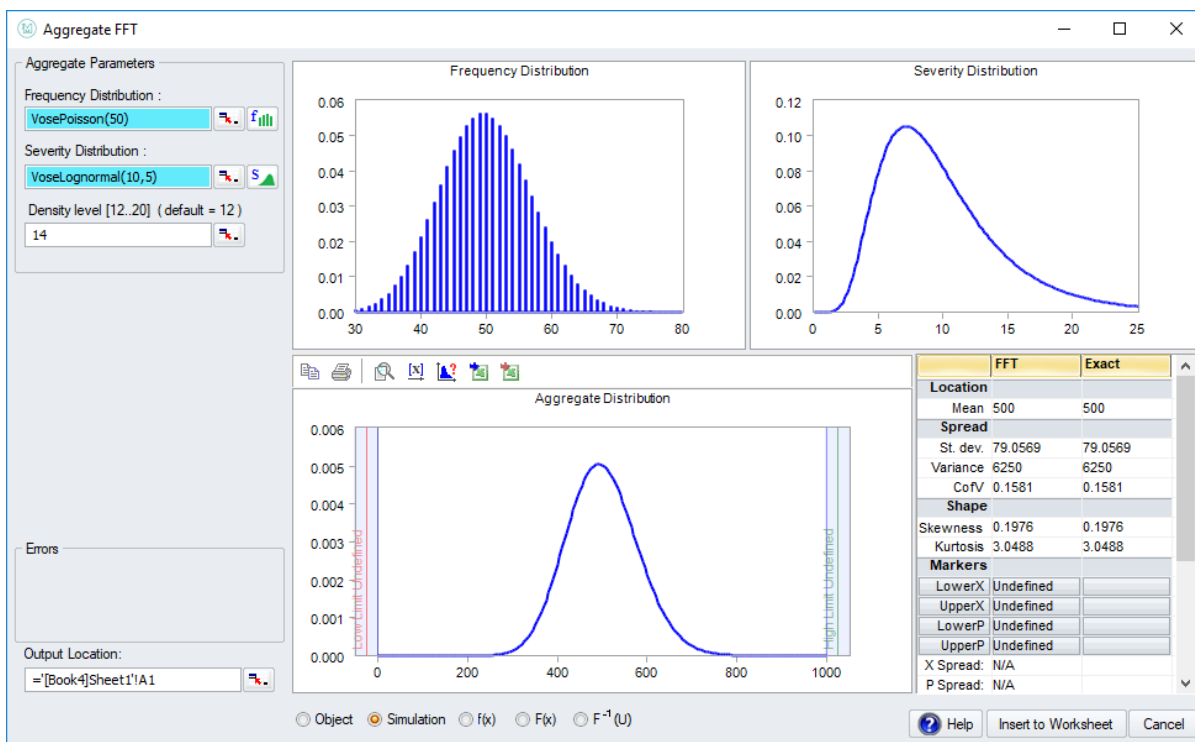 Aggregate FFT
Aggregate Parameters
Frequency Distribution :
VosePoisson(50)
Severity Distribution :
VoseLognormal(10,5)
Density level [12..20] ( default = 12 )
14
Errors
Output Location:
='[Book4]Sheet1'!A1
Frequency Distribution
0.06
0.05
0.04
0.03
0.02
0.01
0.00
30 40 50 60 70 80
Severity Distribution
0.12
0.10
0.08
0.06
0.04
0.02
0.00
0 5 10 15 20 25
Aggregate Distribution
0.006
0.005
0.004
0.003
0.002
0.001
0.000
Low Limit Undefined
High Limit Undefined
0 200 400 600 800 1000
FFT Exact
Location
Mean 500 500
Spread
St. dev. 79.0569 79.0569
Variance 6250 6250
CofV 0.1581 0.1581
Shape
Skewness 0.1976 0.1976
Kurtosis 3.0488 3.0488
Markers
LowerX Undefined
UpperX Undefined
LowerP Undefined
UpperP Undefined
X Spread: N/A
P Spread: N/A
Object Simulation f(x) F(x) F⁻¹(U)
Help Insert to Worksheet Cancel